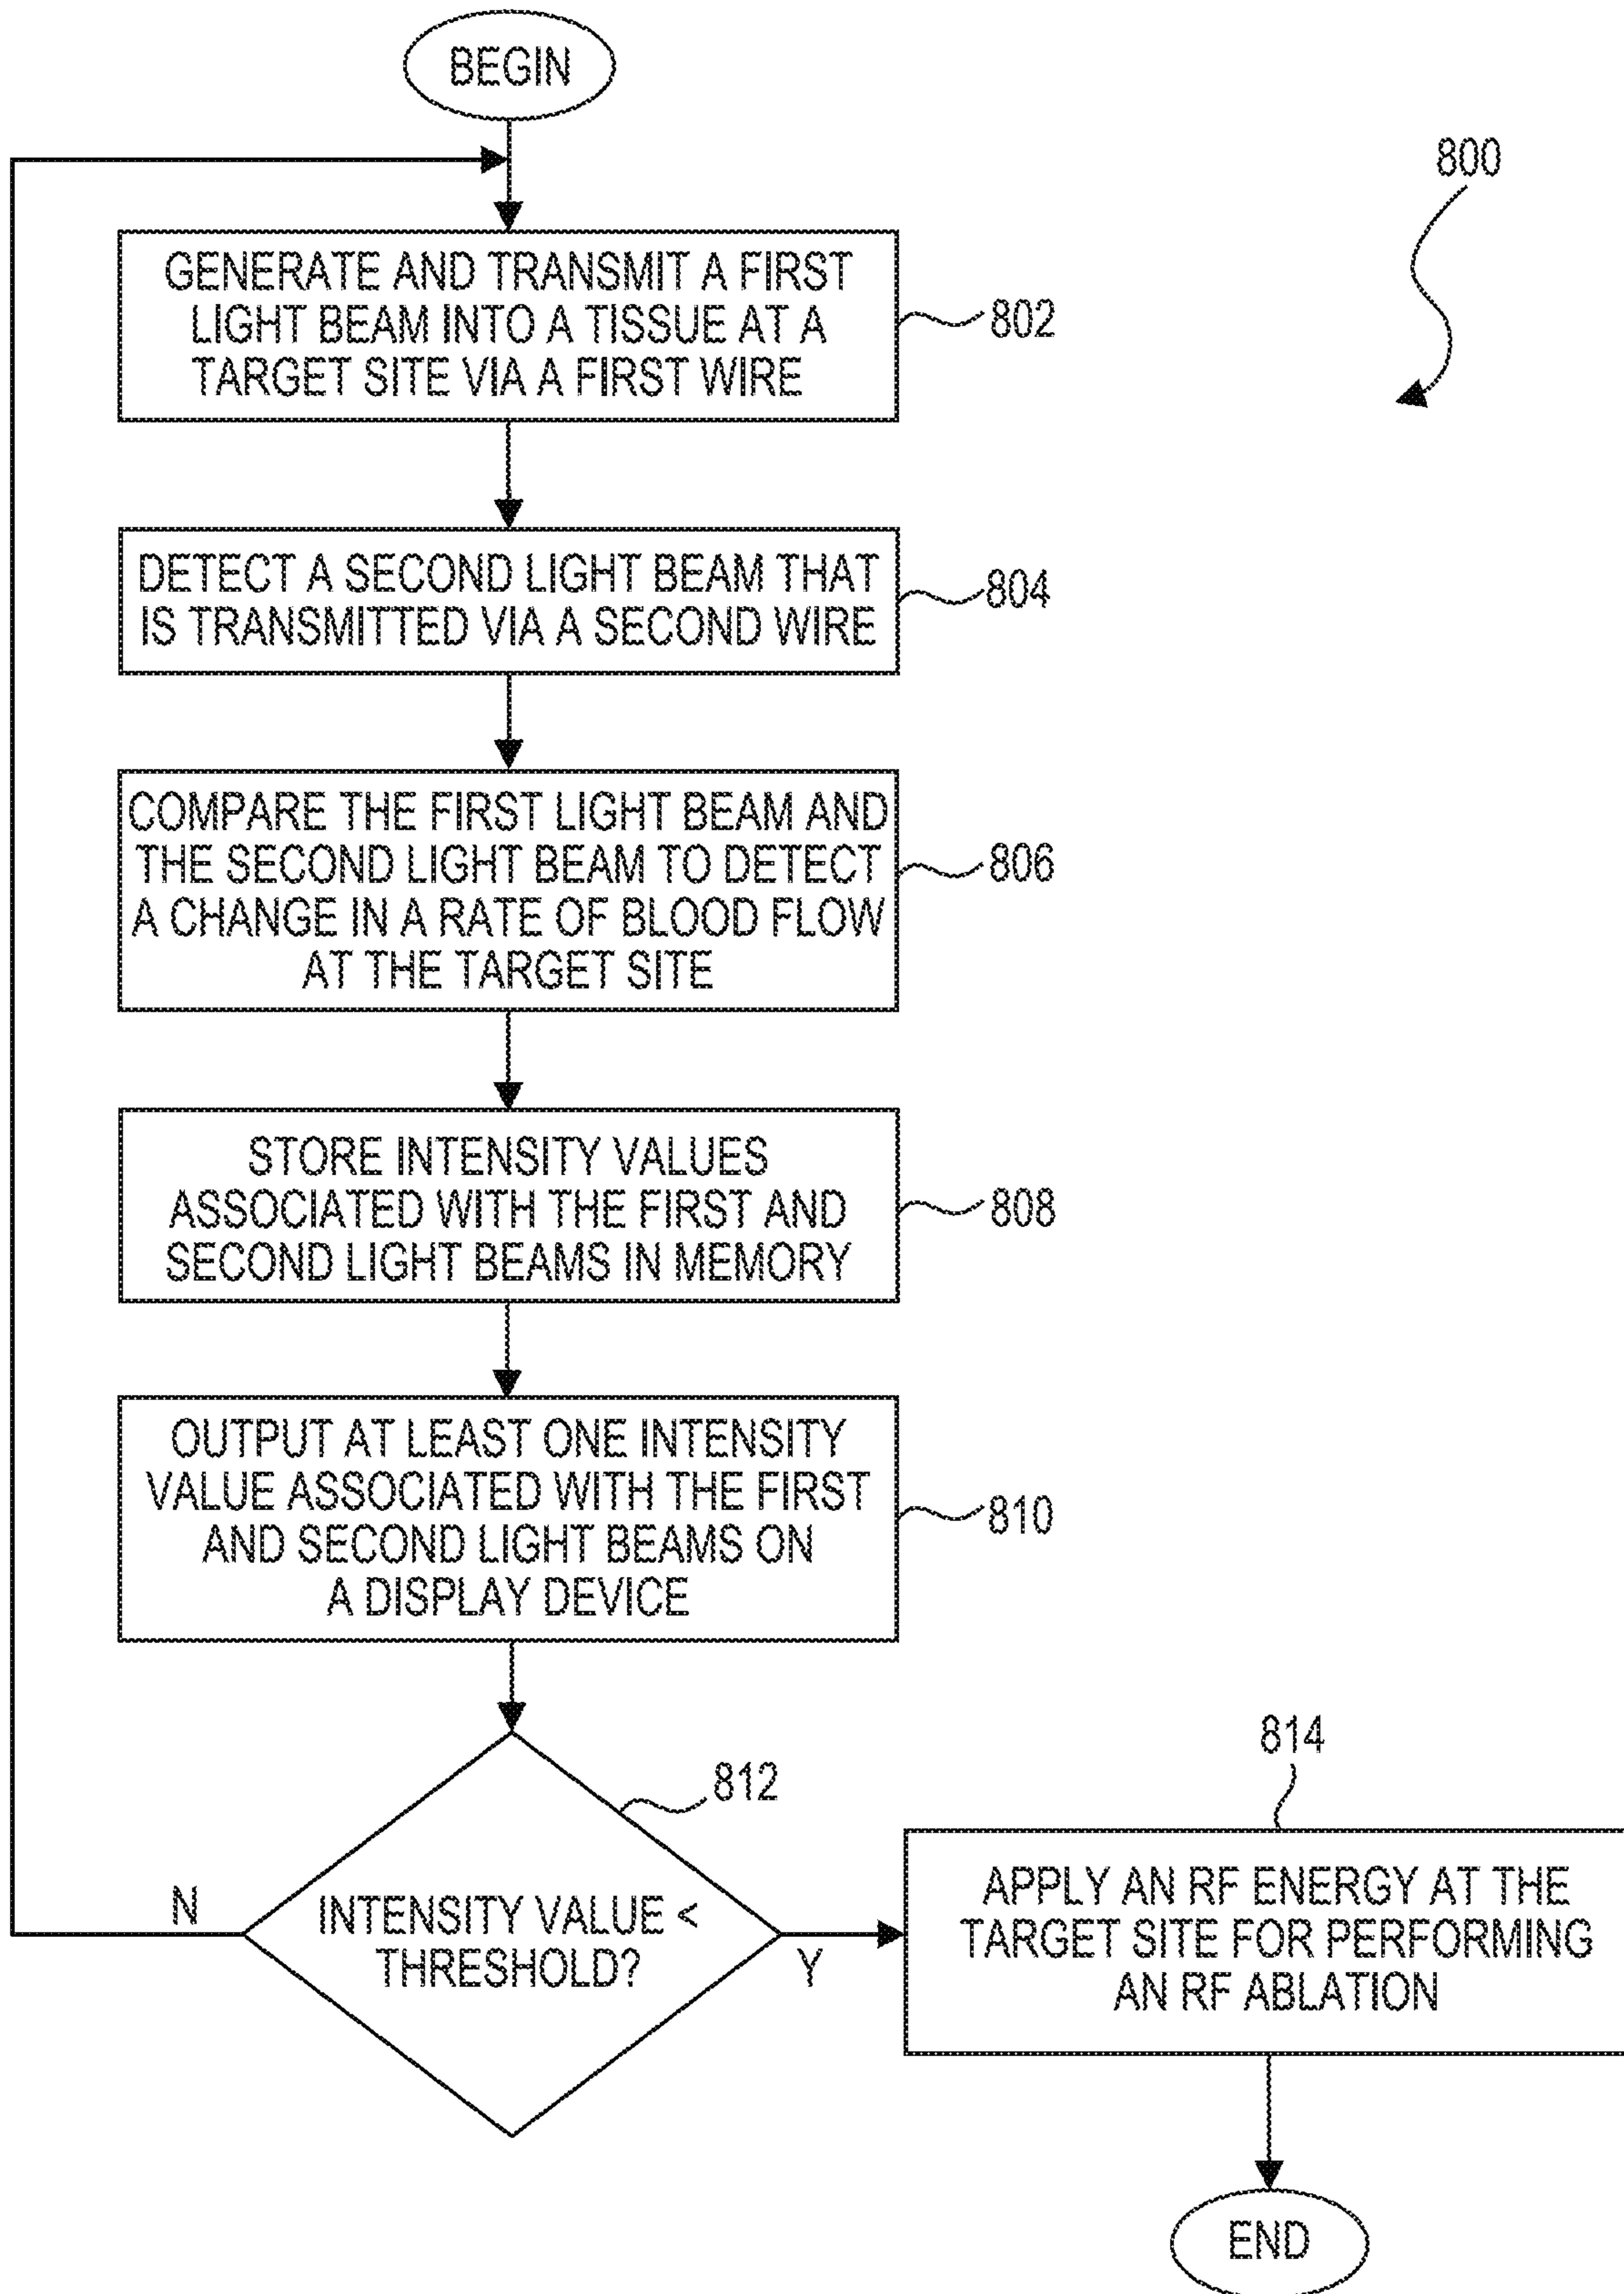 BEGIN
800
GENERATE AND TRANSMIT A FIRST
LIGHT BEAM INTO A TISSUE AT A
TARGET SITE VIA A FIRST WIRE
802
DETECT A SECOND LIGHT BEAM THAT
IS TRANSMITTED VIA A SECOND WIRE
804
COMPARE THE FIRST LIGHT BEAM AND
THE SECOND LIGHT BEAM TO DETECT
A CHANGE IN A RATE OF BLOOD FLOW
AT THE TARGET SITE
806
STORE INTENSITY VALUES
ASSOCIATED WITH THE FIRST AND
SECOND LIGHT BEAMS IN MEMORY
808
OUTPUT AT LEAST ONE INTENSITY
VALUE ASSOCIATED WITH THE FIRST
AND SECOND LIGHT BEAMS ON
A DISPLAY DEVICE
810
812
INTENSITY VALUE <
THRESHOLD?
N
Y
814
APPLY AN RF ENERGY AT THE
TARGET SITE FOR PERFORMING
AN RF ABLATION
END